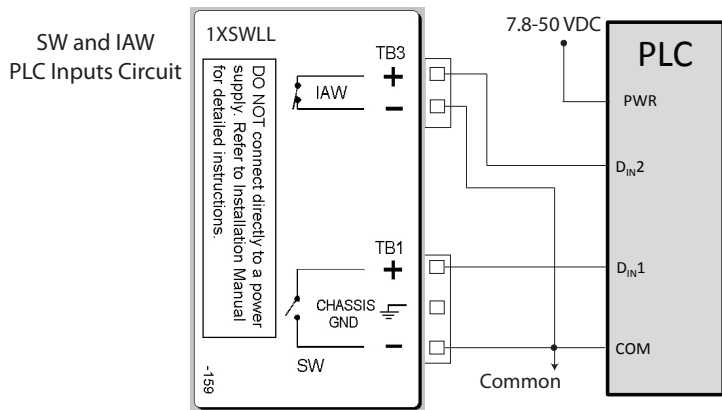 SW and IAW
PLC Inputs Circuit
1XSWLL
DO NOT connect directly to a power
supply. Refer to Installation Manual
for detailed instructions.
-159
TB3
+
IAW
−
TB1
+
CHASSIS
GND
−
SW
7.8-50 VDC
PLC
PWR
DIN2
DIN1
COM
Common